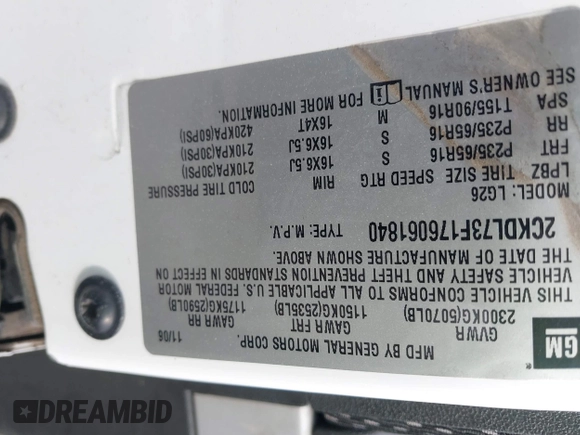 GM
MFD BY GENERAL MOTORS CORP. 11/06
GVWR GAWR FRT GAWR RR
2300KG(5070LB) 1150KG(2535LB) 1175KG(2590LB)
THIS VEHICLE CONFORMS TO ALL APPLICABLE U.S. FEDERAL MOTOR
VEHICLE SAFETY AND THEFT PREVENTION STANDARDS IN EFFECT ON
THE DATE OF MANUFACTURE SHOWN ABOVE.
2CKDL73F176061840 TYPE: M.P.V.
MODEL: LG26
LPBZ TIRE SIZE SPEED RTG RIM COLD TIRE PRESSURE
FRT P235/65R16 S 16X6.5J 210KPA(30PSI)
RR P235/65R16 S 16X6.5J 210KPA(30PSI)
SPA T155/90R16 M 16X4T 420KPA(60PSI)
SEE OWNER'S MANUAL FOR MORE INFORMATION.
DREAMBID